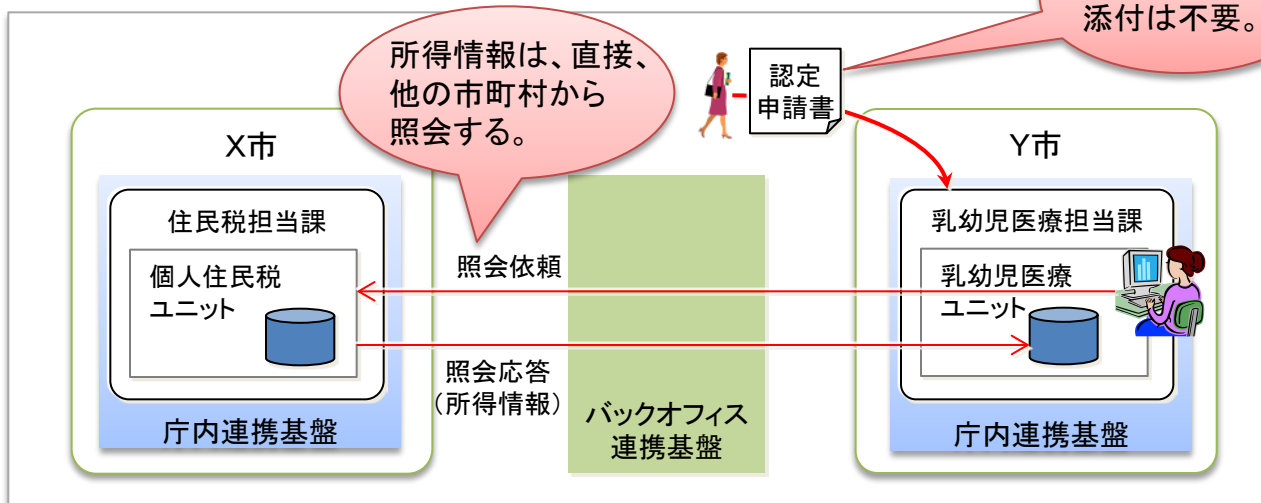 添付は不要。
所得情報は、直接、
他の市町村から
照会する。
認定
申請書
X市
住民税担当課
個人住民税
ユニット
庁内連携基盤
照会依頼
照会応答
(所得情報)
バックオフィス
連携基盤
Y市
乳幼児医療担当課
乳幼児医療
ユニット
庁内連携基盤